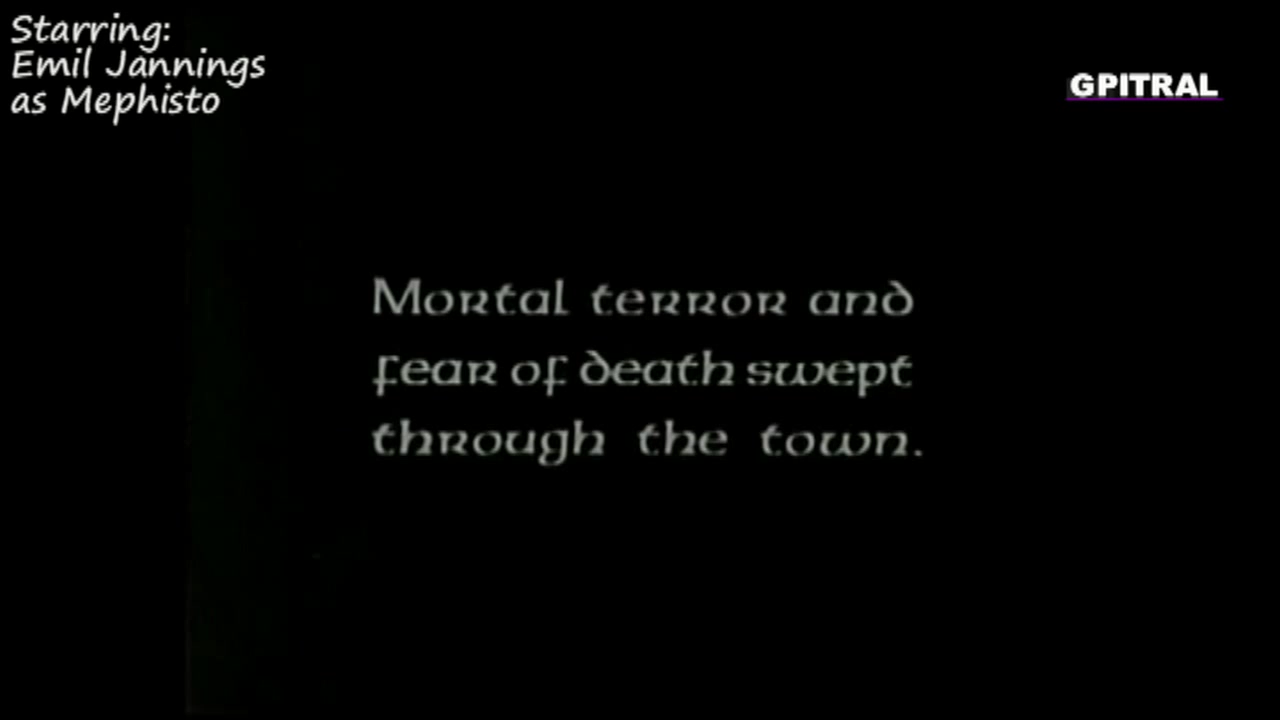 Starring:
Emil Jannings
as Mephisto
GPITRAL
Mortal terror and
fear of death swept
through the town.